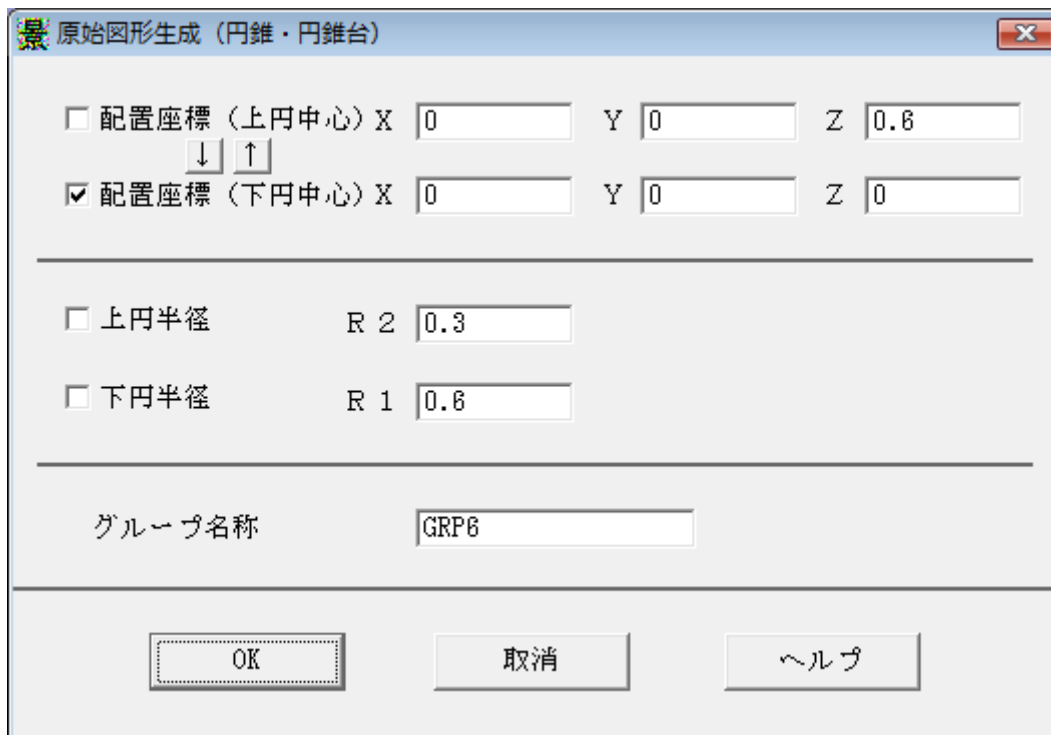 景 原始図形生成（円錐・円錐台）
配置座標（上円中心） X 0 Y 0 Z 0.6
↓ ↑
配置座標（下円中心） X 0 Y 0 Z 0
上円半径 R 2 0.3
下円半径 R 1 0.6
グループ名称 GRP6
OK 取消 ヘルプ